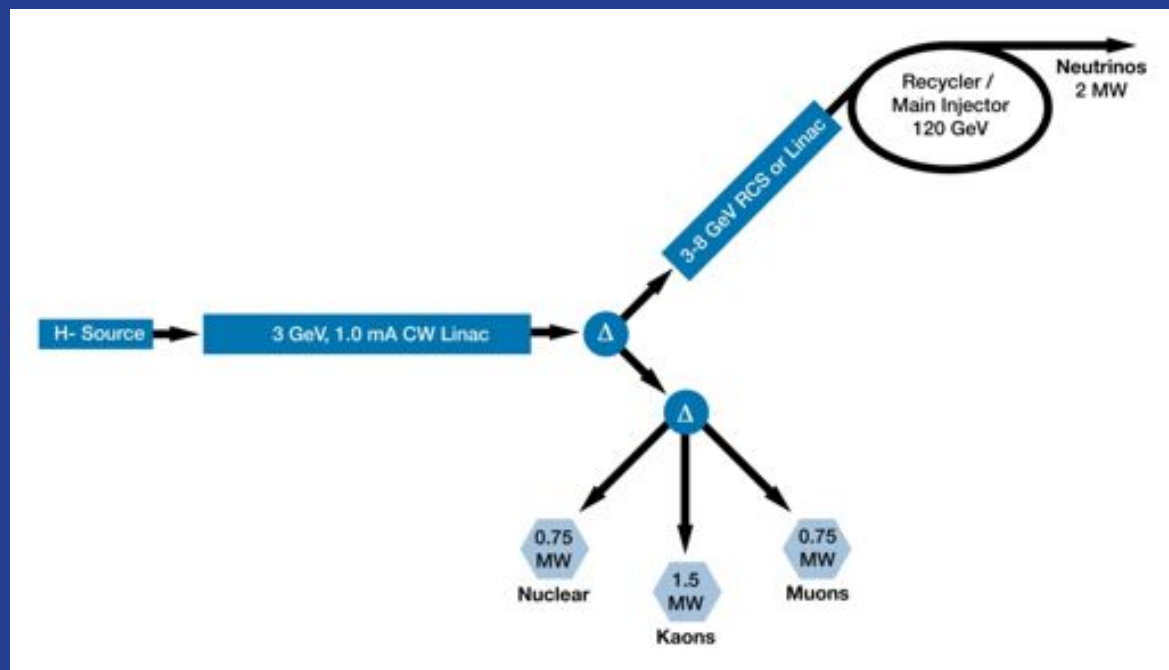 Recycler /
Main Injector
120 GeV
Neutrinos
2 MW
3-8 GeV RCS or Linac
H- Source
3 GeV, 1.0 mA CW Linac
Δ
Δ
0.75
MW
Nuclear
1.5
MW
Kaons
0.75
MW
Muons